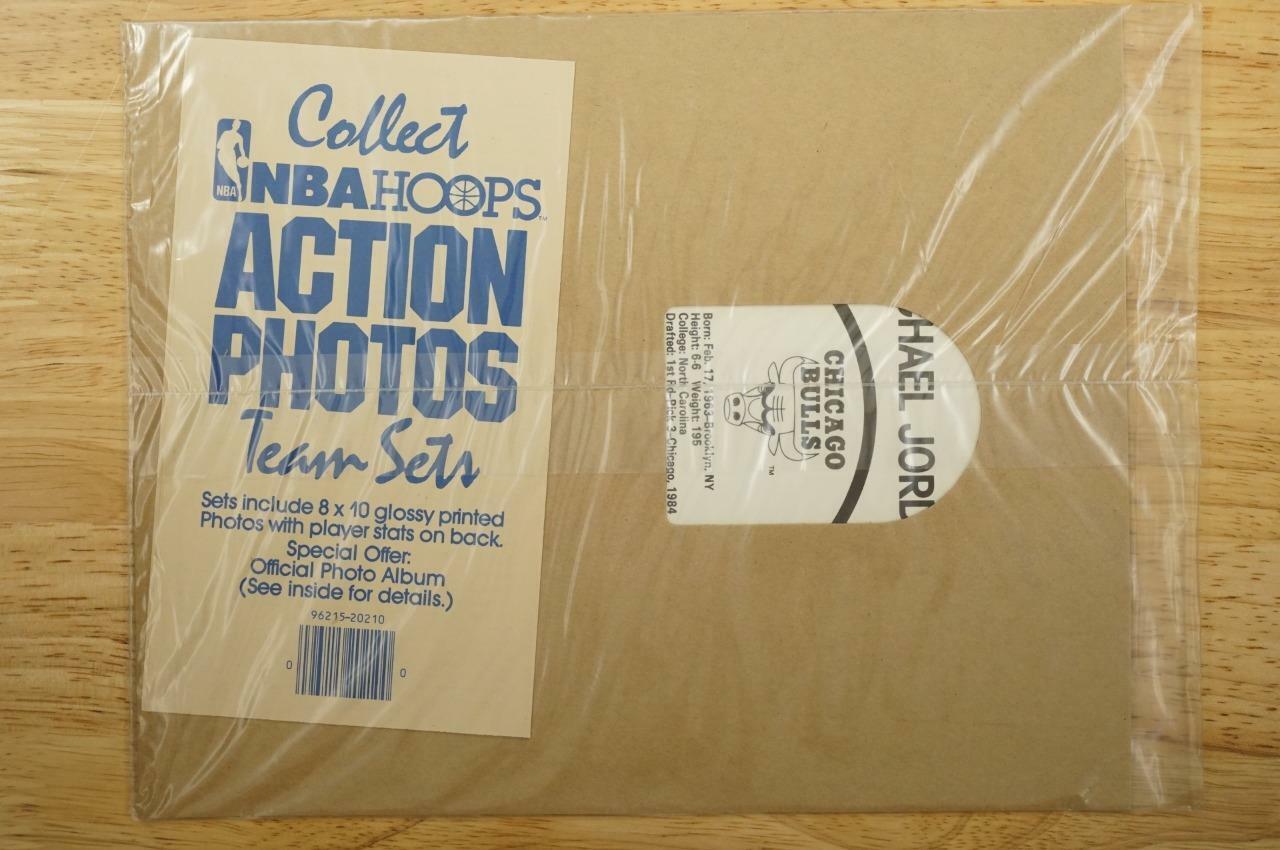 Collect
NBA
NBA HOOPS™
ACTION
PHOTOS
Team Sets
Sets include 8 x 10 glossy printed
Photos with player stats on back.
Special Offer:
Official Photo Album
(See inside for details.)
96215-20210
0 0
HAEL JORD
CHICAGO
BULLS
TM
Born: Feb. 17, 1963-Brooklyn, NY
Height: 6-6 Weight: 195
College: North Carolina
Drafted: 1st Rd-Pick 3-Chicago, 1984